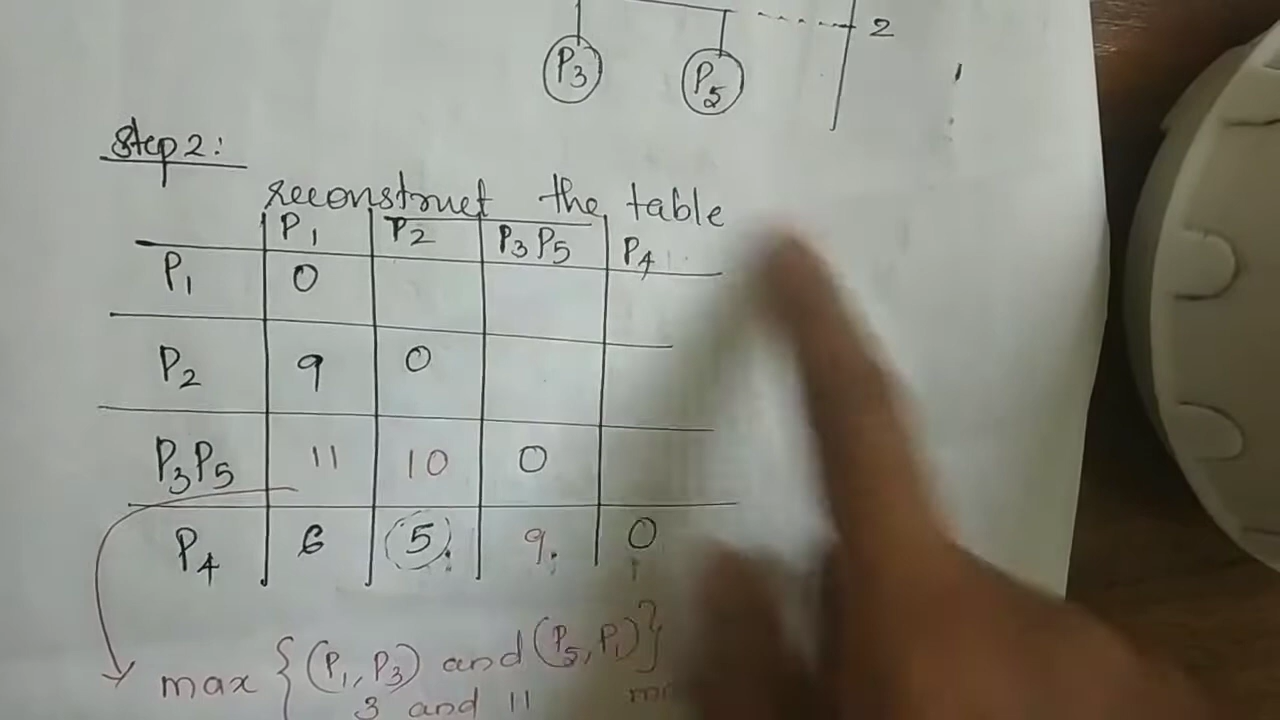 2
P3 P5
Step 2:
reconstruct the table
P1 P2 P3P5 P4
P1 0
P2 9 0
P3P5 11 10 0
P4 6 5 9 0
max {(P1, P3) and (P5, P1)}
3 and 11